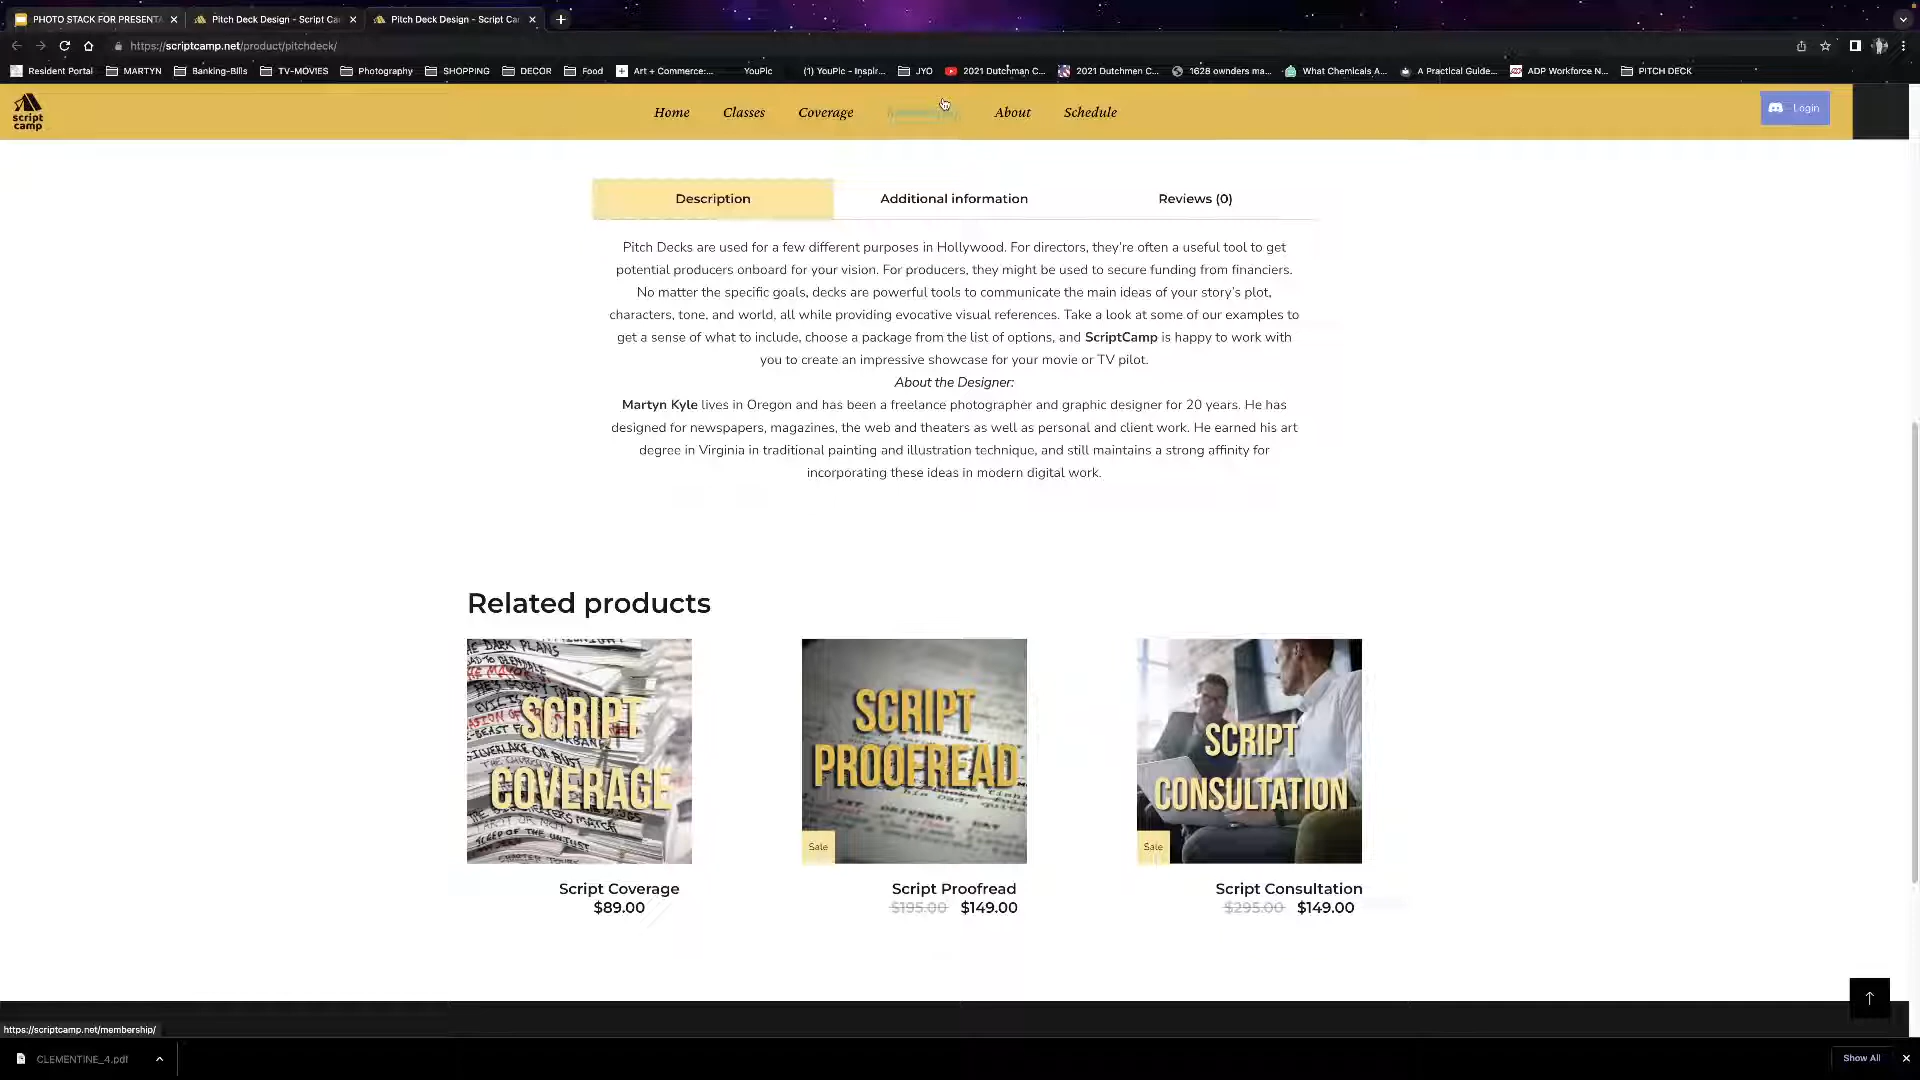 PHOTO STACK FOR PRESENTA
Pitch Deck Design - Script Ca
Pitch Deck Design - Script Ca
https://scriptcamp.net/product/pitchdeck/
Resident Portal
MARTYN
Banking-Bills
TV-MOVIES
Photography
SHOPPING
DECOR
Food
Art + Commerce:...
YouPic
(1) YouPic - Inspir...
JYO
2021 Dutchman C...
2021 Dutchmen C...
1628 ownders ma...
What Chemicals A...
A Practical Guide...
ADP Workforce N...
PITCH DECK
script
camp
Home
Classes
Coverage
About
Schedule
Login
Description
Additional information
Reviews (0)
Pitch Decks are used for a few different purposes in Hollywood. For directors, they're often a useful tool to get
potential producers onboard for your vision. For producers, they might be used to secure funding from financiers.
No matter the specific goals, decks are powerful tools to communicate the main ideas of your story's plot,
characters, tone, and world, all while providing evocative visual references. Take a look at some of our examples to
get a sense of what to include, choose a package from the list of options, and ScriptCamp is happy to work with
you to create an impressive showcase for your movie or TV pilot.
About the Designer:
Martyn Kyle lives in Oregon and has been a freelance photographer and graphic designer for 20 years. He has
designed for newspapers, magazines, the web and theaters as well as personal and client work. He earned his art
degree in Virginia in traditional painting and illustration technique, and still maintains a strong affinity for
incorporating these ideas in modern digital work.
Related products
SCRIPT
COVERAGE
SCRIPT
PROOFREAD
SCRIPT
CONSULTATION
Sale
Sale
Script Coverage
$89.00
Script Proofread
$195.00 $149.00
Script Consultation
$295.00 $149.00
https://scriptcamp.net/membership/
CLEMENTINE_4.pdf
Show All